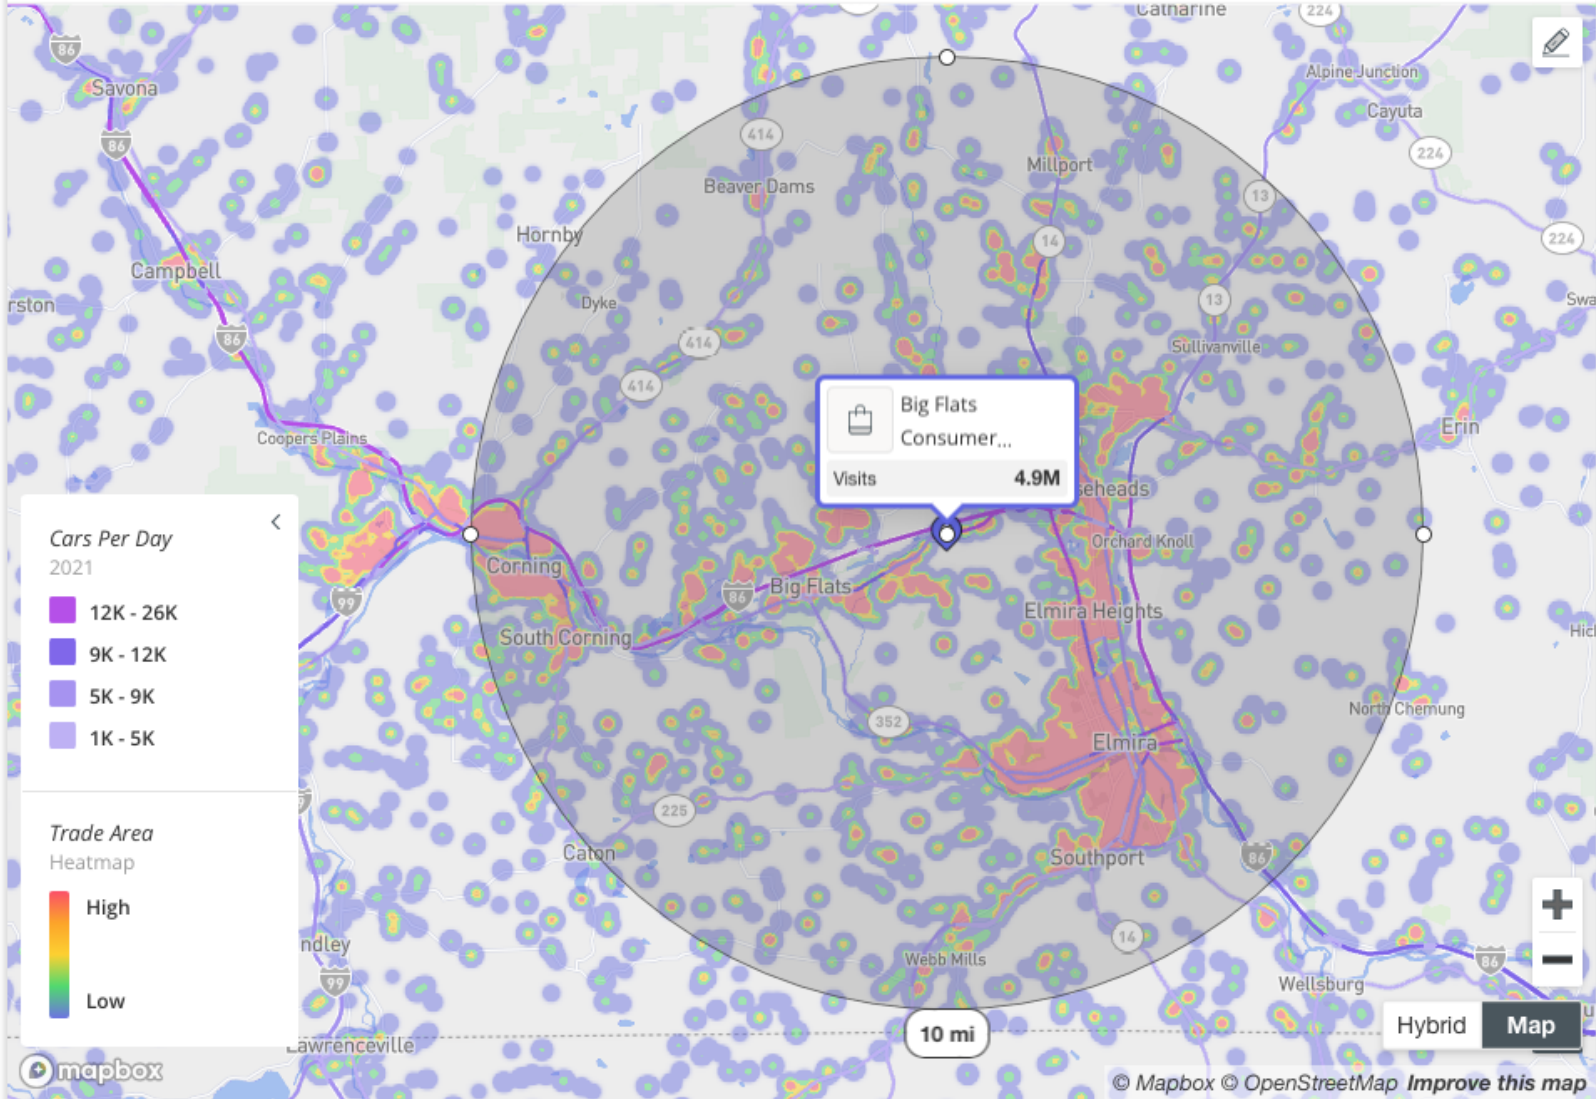 Catharine
224
86
Savona
Alpine Junction
Cayuta
86
414
224
Millport
Beaver Dams
13
Hornby
14
224
Campbell
rston
Dyke
13
Swa
86
414
Sullivanville
414
Big Flats
Consumer...
Visits 4.9M
Erin
Coopers Plains
seheads
Orchard Knoll
Corning
Big Flats
86
99
Elmira Heights
South Corning
Hic
North Chemung
352
Elmira
225
Caton
Southport
86
14
Webb Mills
86
Wellsburg
ndley
99
Lawrenceville
10 mi
Cars Per Day
2021
12K - 26K
9K - 12K
5K - 9K
1K - 5K
Trade Area
Heatmap
High
Low
Hybrid
Map
mapbox
© Mapbox © OpenStreetMap Improve this map